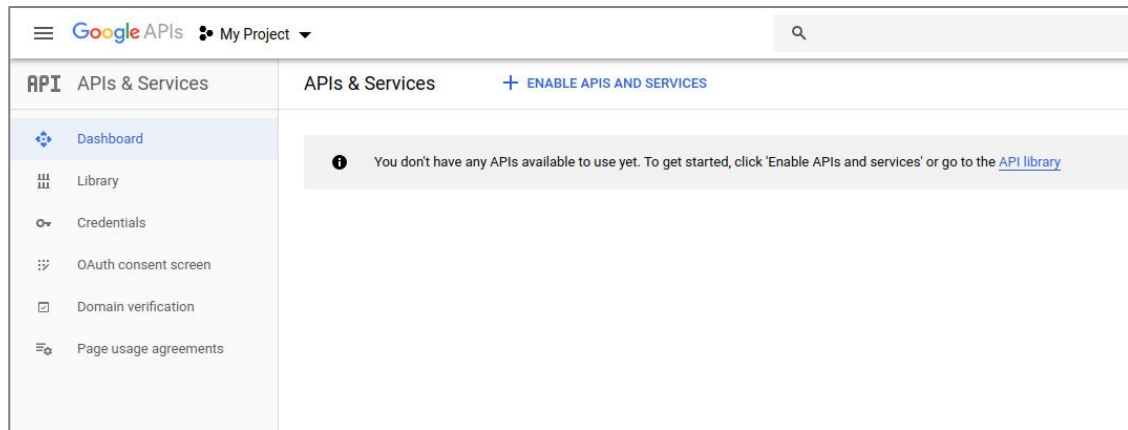 Google APIs My Project
API APIs & Services
APIs & Services + ENABLE APIS AND SERVICES
Dashboard
You don't have any APIs available to use yet. To get started, click 'Enable APIs and services' or go to the API library
Library
Credentials
OAuth consent screen
Domain verification
Page usage agreements